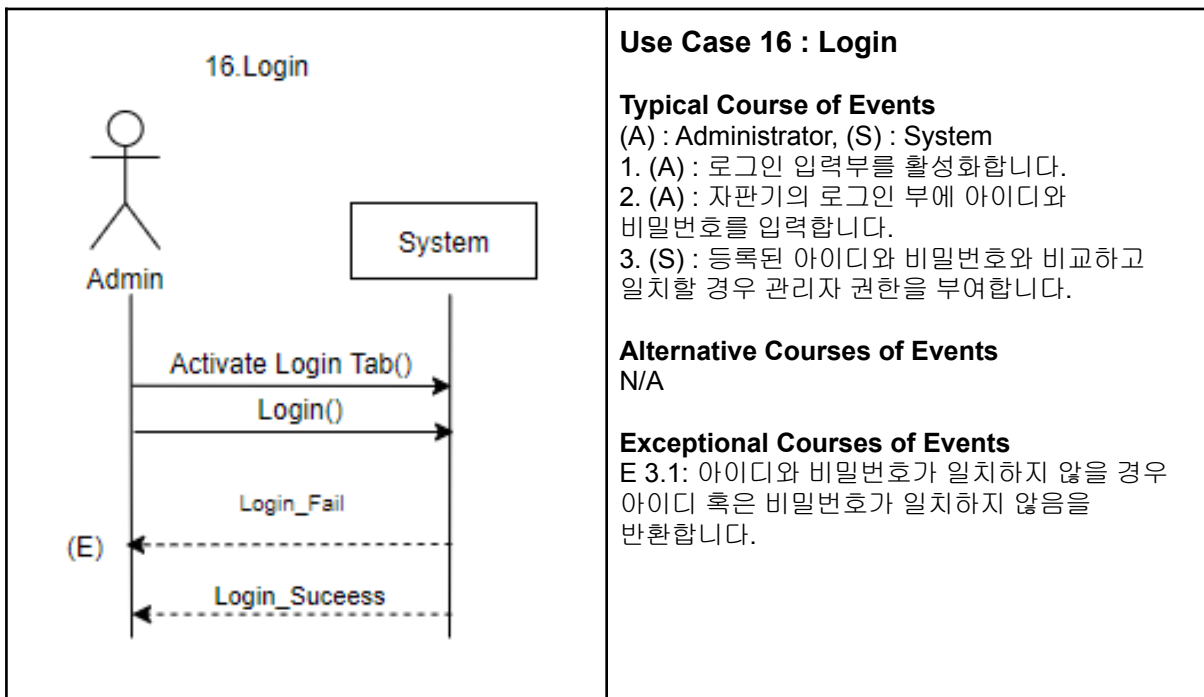 16.Login
Admin
System
Activate Login Tab()
Login()
Login_Fail
(E)
Login_Suceess
Use Case 16 : Login
Typical Course of Events
(A) : Administrator, (S) : System
1. (A) : 로그인 입력부를 활성화합니다.
2. (A) : 자판기의 로그인 부에 아이디와
비밀번호를 입력합니다.
3. (S) : 등록된 아이디와 비밀번호와 비교하고
일치할 경우 관리자 권한을 부여합니다.
Alternative Courses of Events
N/A
Exceptional Courses of Events
E 3.1: 아이디와 비밀번호가 일치하지 않을 경우
아이디 혹은 비밀번호가 일치하지 않음을
반환합니다.